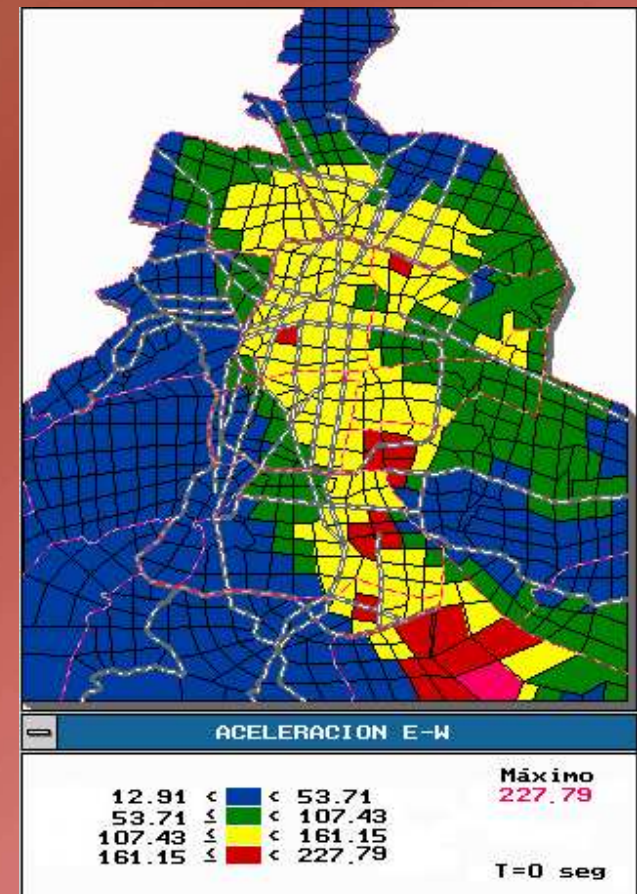 ACELERACION E-W
Máximo
227.79
12.91 < < 53.71
53.71 ≤ < 107.43
107.43 ≤ < 161.15
161.15 ≤ < 227.79
T=0 seg